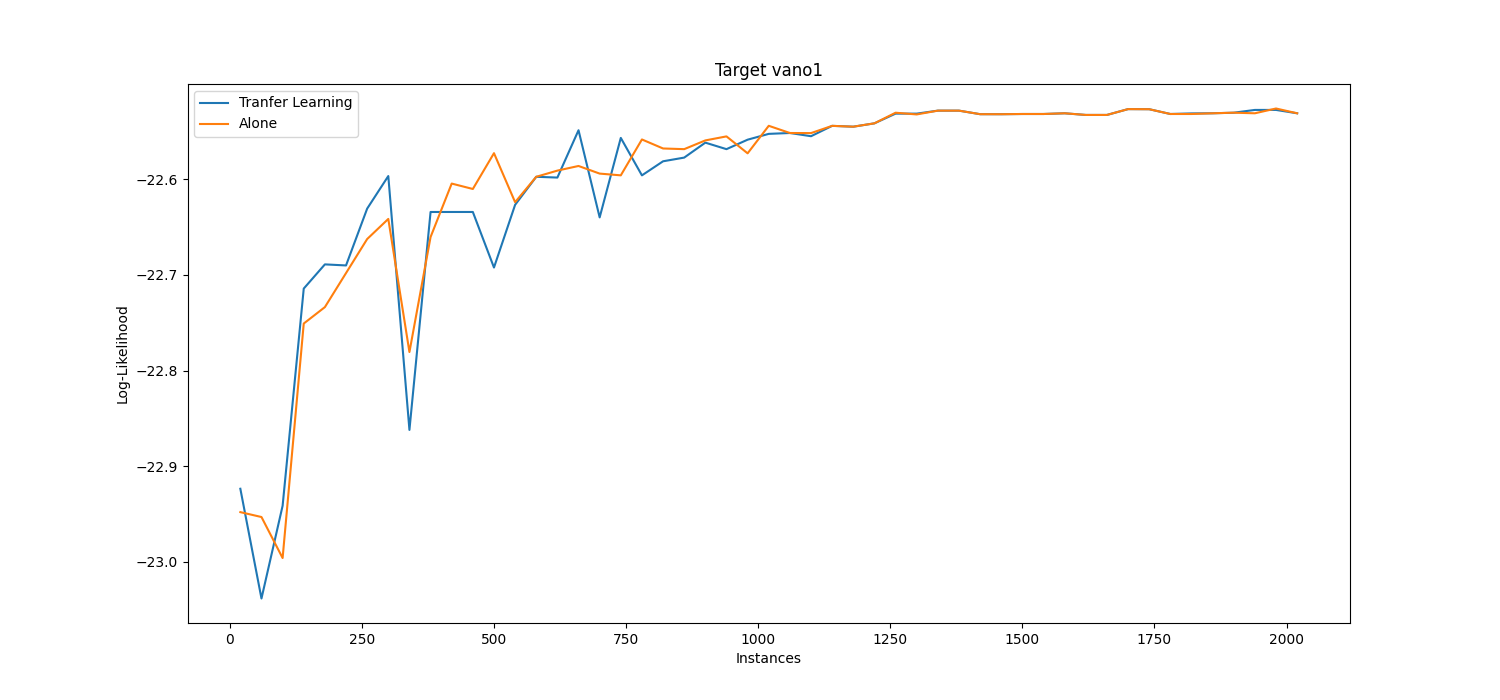 Target vano1
Tranfer Learning
Alone
Log-Likelihood
−22.6
−22.7
−22.8
−22.9
−23.0
0 250 500 750 1000 1250 1500 1750 2000
Instances